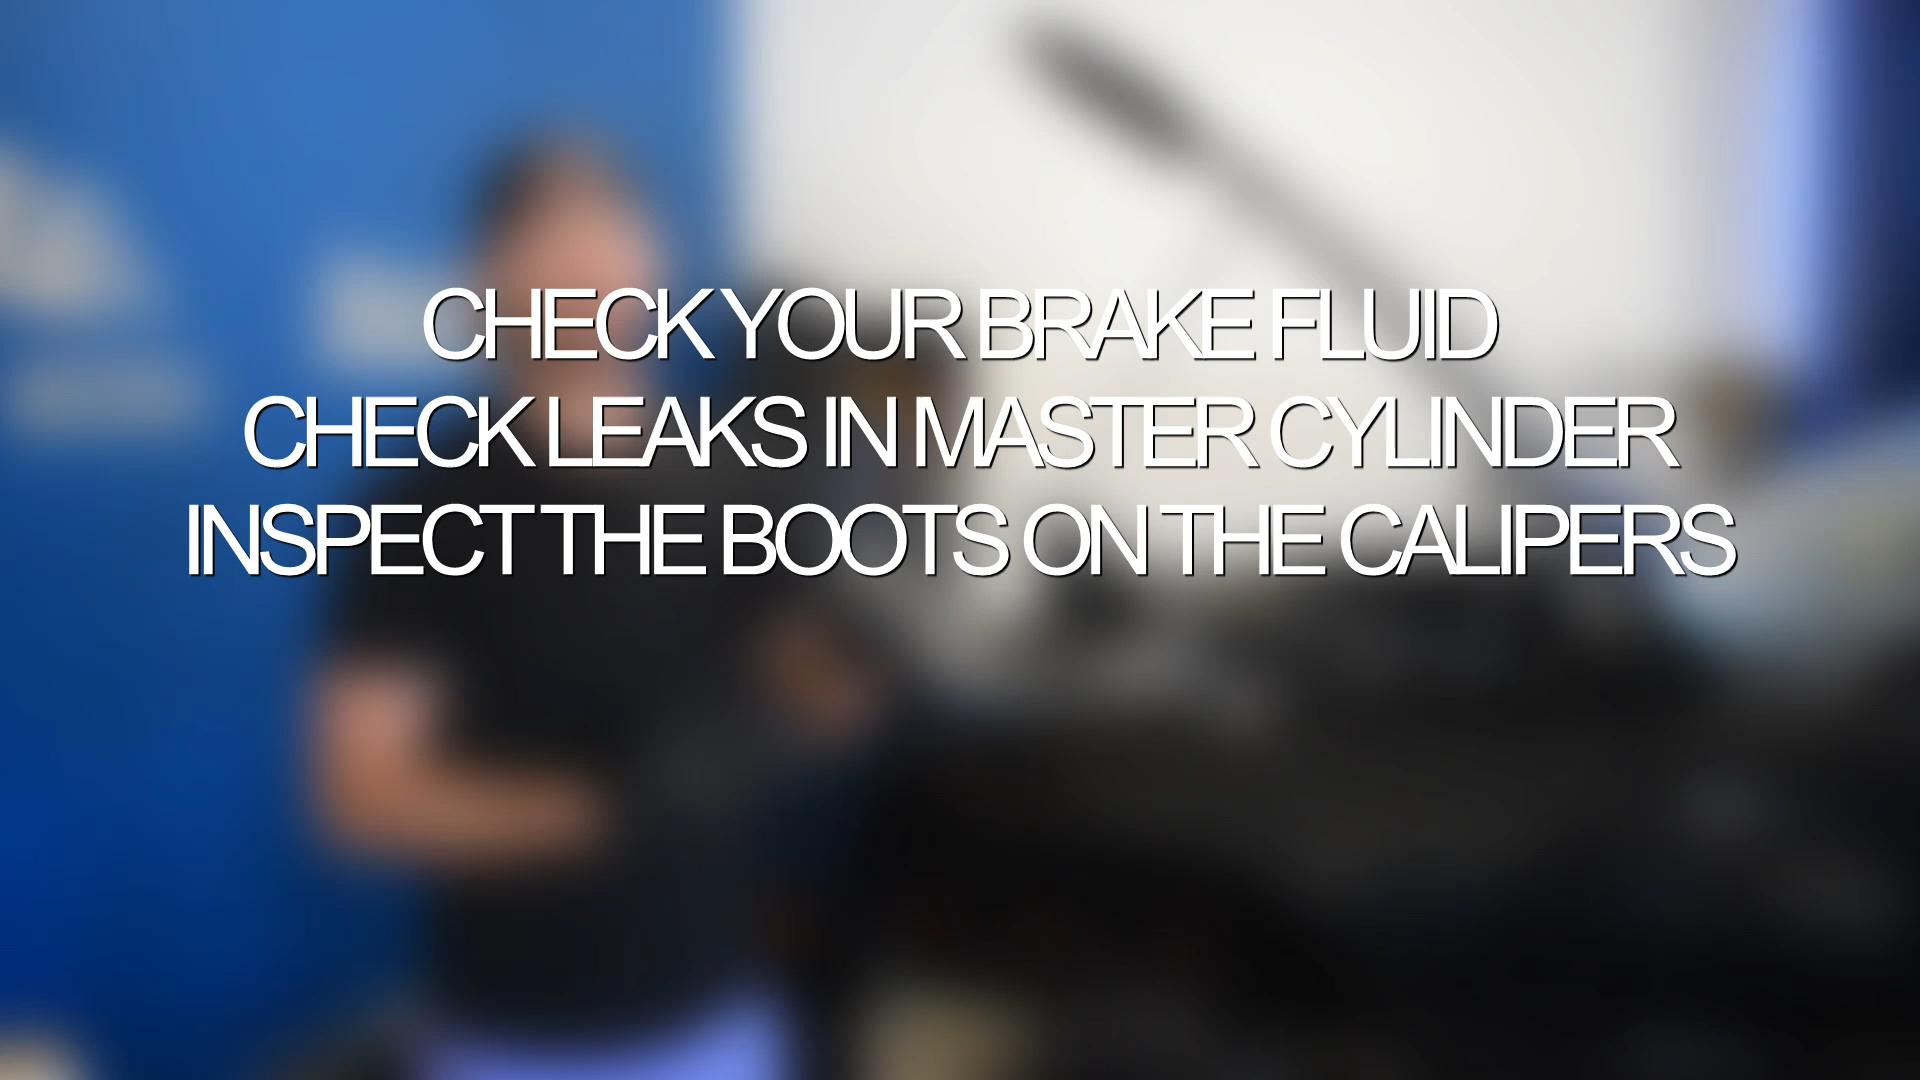 CHECK YOUR BRAKE FLUID
CHECK LEAKS IN MASTER CYLINDER
INSPECT THE BOOTS ON THE CALIPERS